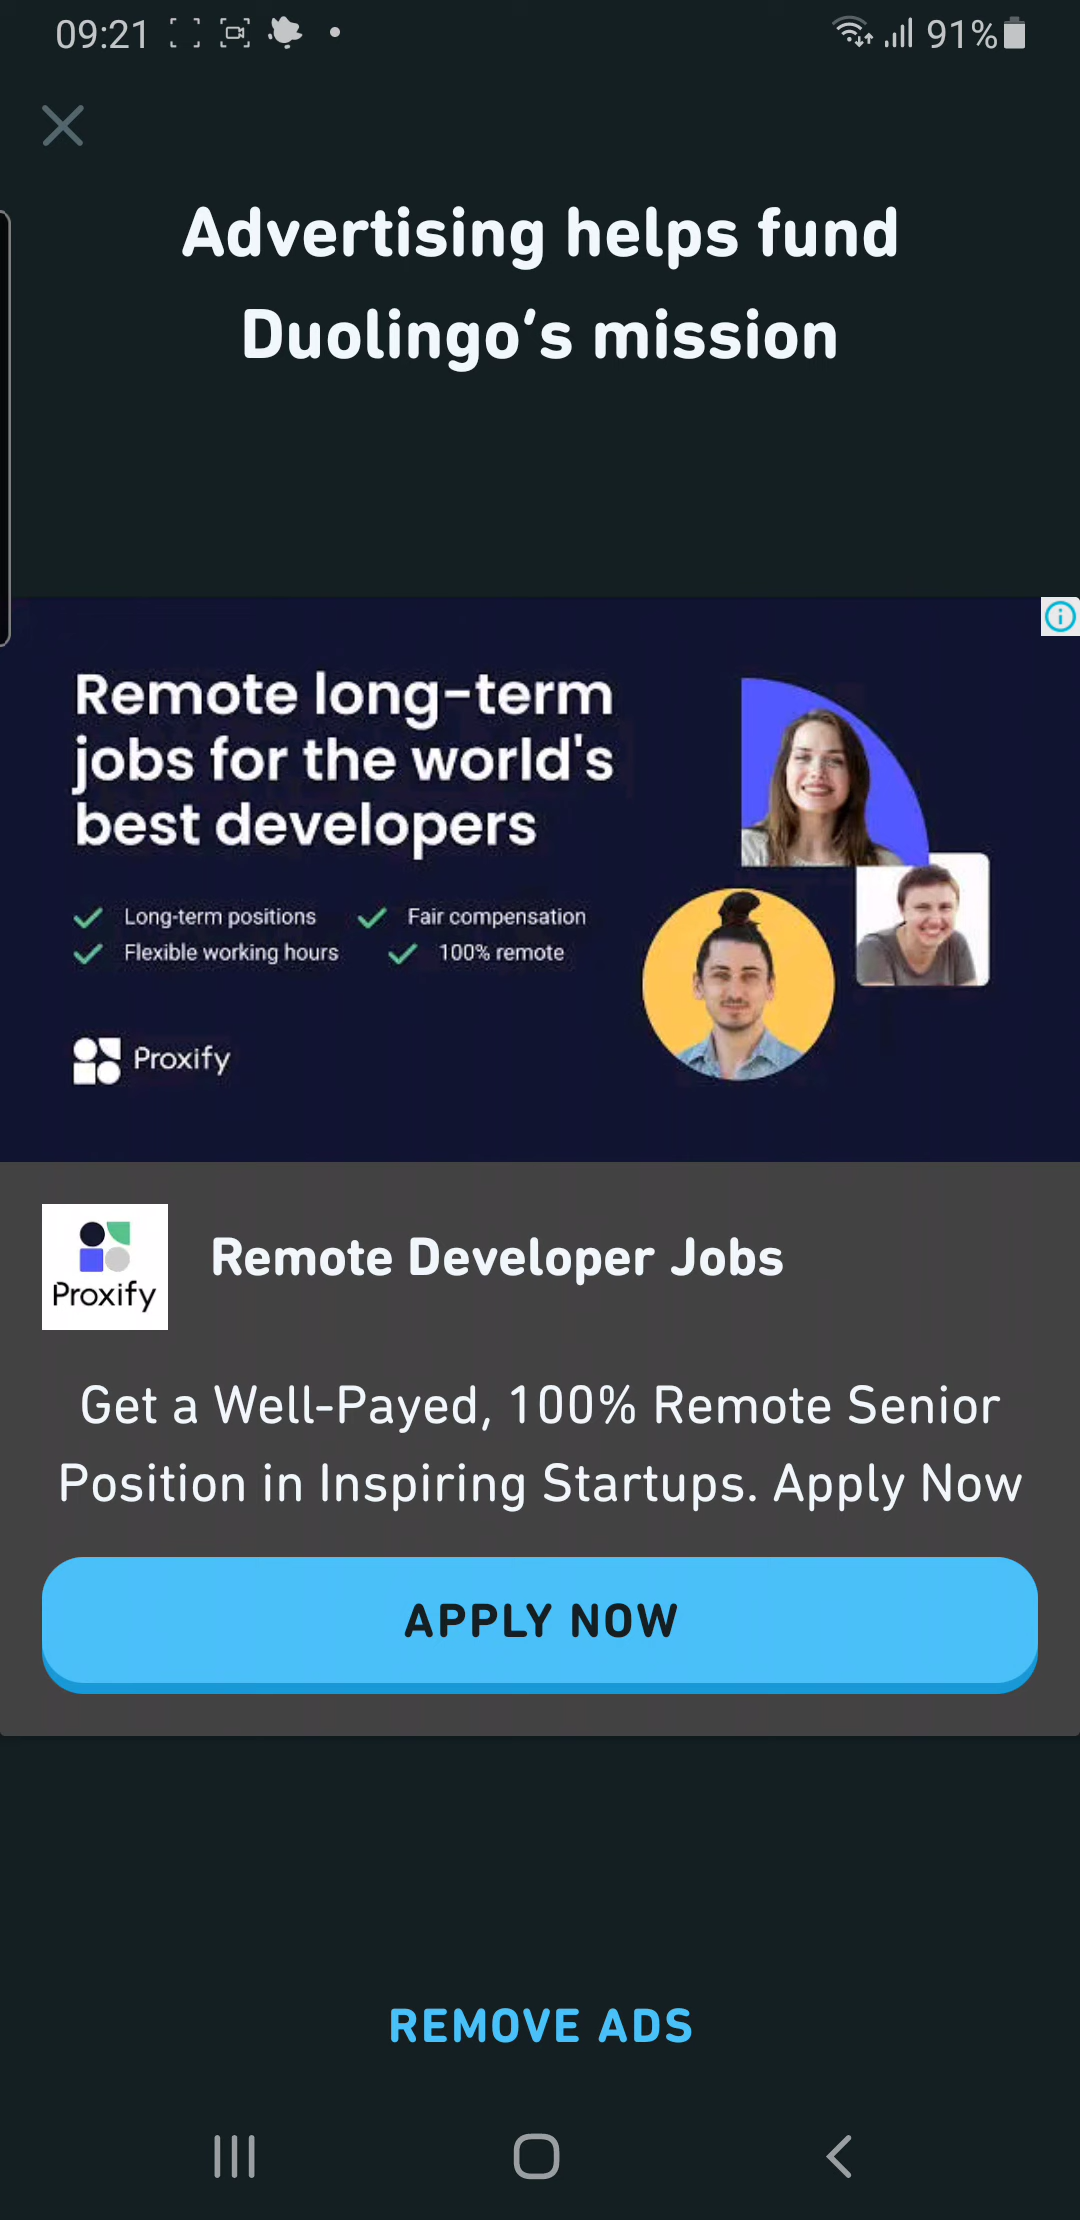 09:21
91%
Advertising helps fund
Duolingo's mission
Remote long-term
jobs for the world's
best developers
Long-term positions
Fair compensation
Flexible working hours
100% remote
Proxify
Proxify
Remote Developer Jobs
Get a Well-Payed, 100% Remote Senior
Position in Inspiring Startups. Apply Now
APPLY NOW
REMOVE ADS